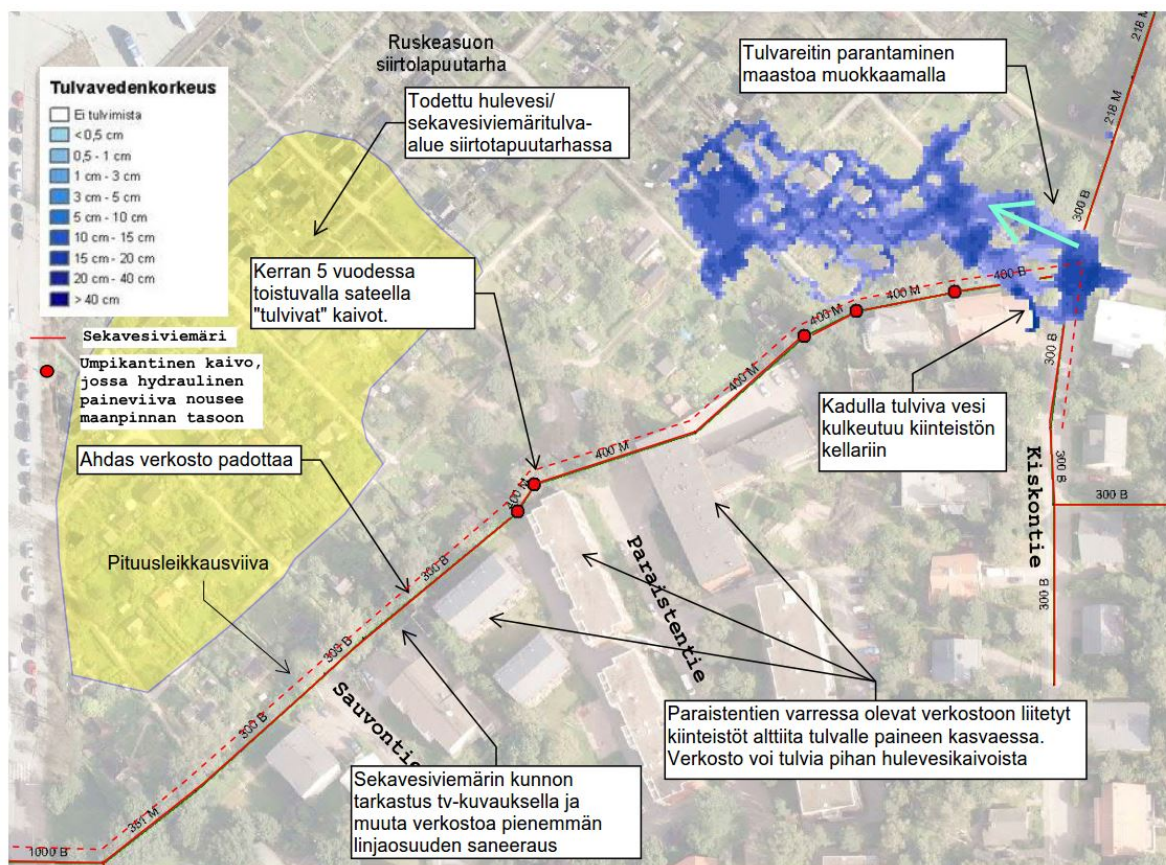 Ruskeasuon
siirtolapuutarha
Tulvareitin parantaminen
maastoa muokkaamalla
218 M
218 M
Tulvavedenkorkeus
Ei tulvimista
< 0,5 cm
0,5 - 1 cm
1 cm - 3 cm
3 cm - 5 cm
5 cm - 10 cm
10 cm - 15 cm
15 cm - 20 cm
20 cm - 40 cm
> 40 cm
Todettu hulevesi/
sekavesiviemäritulva-
alue siirtotapuutarhassa
300 B
Kerran 5 vuodessa
toistuvalla sateella
"tulvivat" kaivot.
400 B
400 M
400 M
400 M
Sekavesiviemäri
Umpikantinen kaivo,
jossa hydraulinen
paineviiva nousee
maanpinnan tasoon
300 B
Kadulla tulviva vesi
kulkeutuu kiinteistön
kellariin
Ahdas verkosto padottaa
400 M
Kiskontie
300 B
300 B
300 B
Pituusleikkausviiva
300 B
300 B
300 B
Paraistentie
Sauvontie
Paraistentien varressa olevat verkostoon liitetyt
kiinteistöt alttiita tulvalle paineen kasvaessa.
Verkosto voi tulvia pihan hulevesikaivoista
Sekavesiviemärin kunnon
tarkastus tv-kuvauksella ja
muuta verkostoa pienemmän
linjaosuuden saneeraus
351 M
1000 B